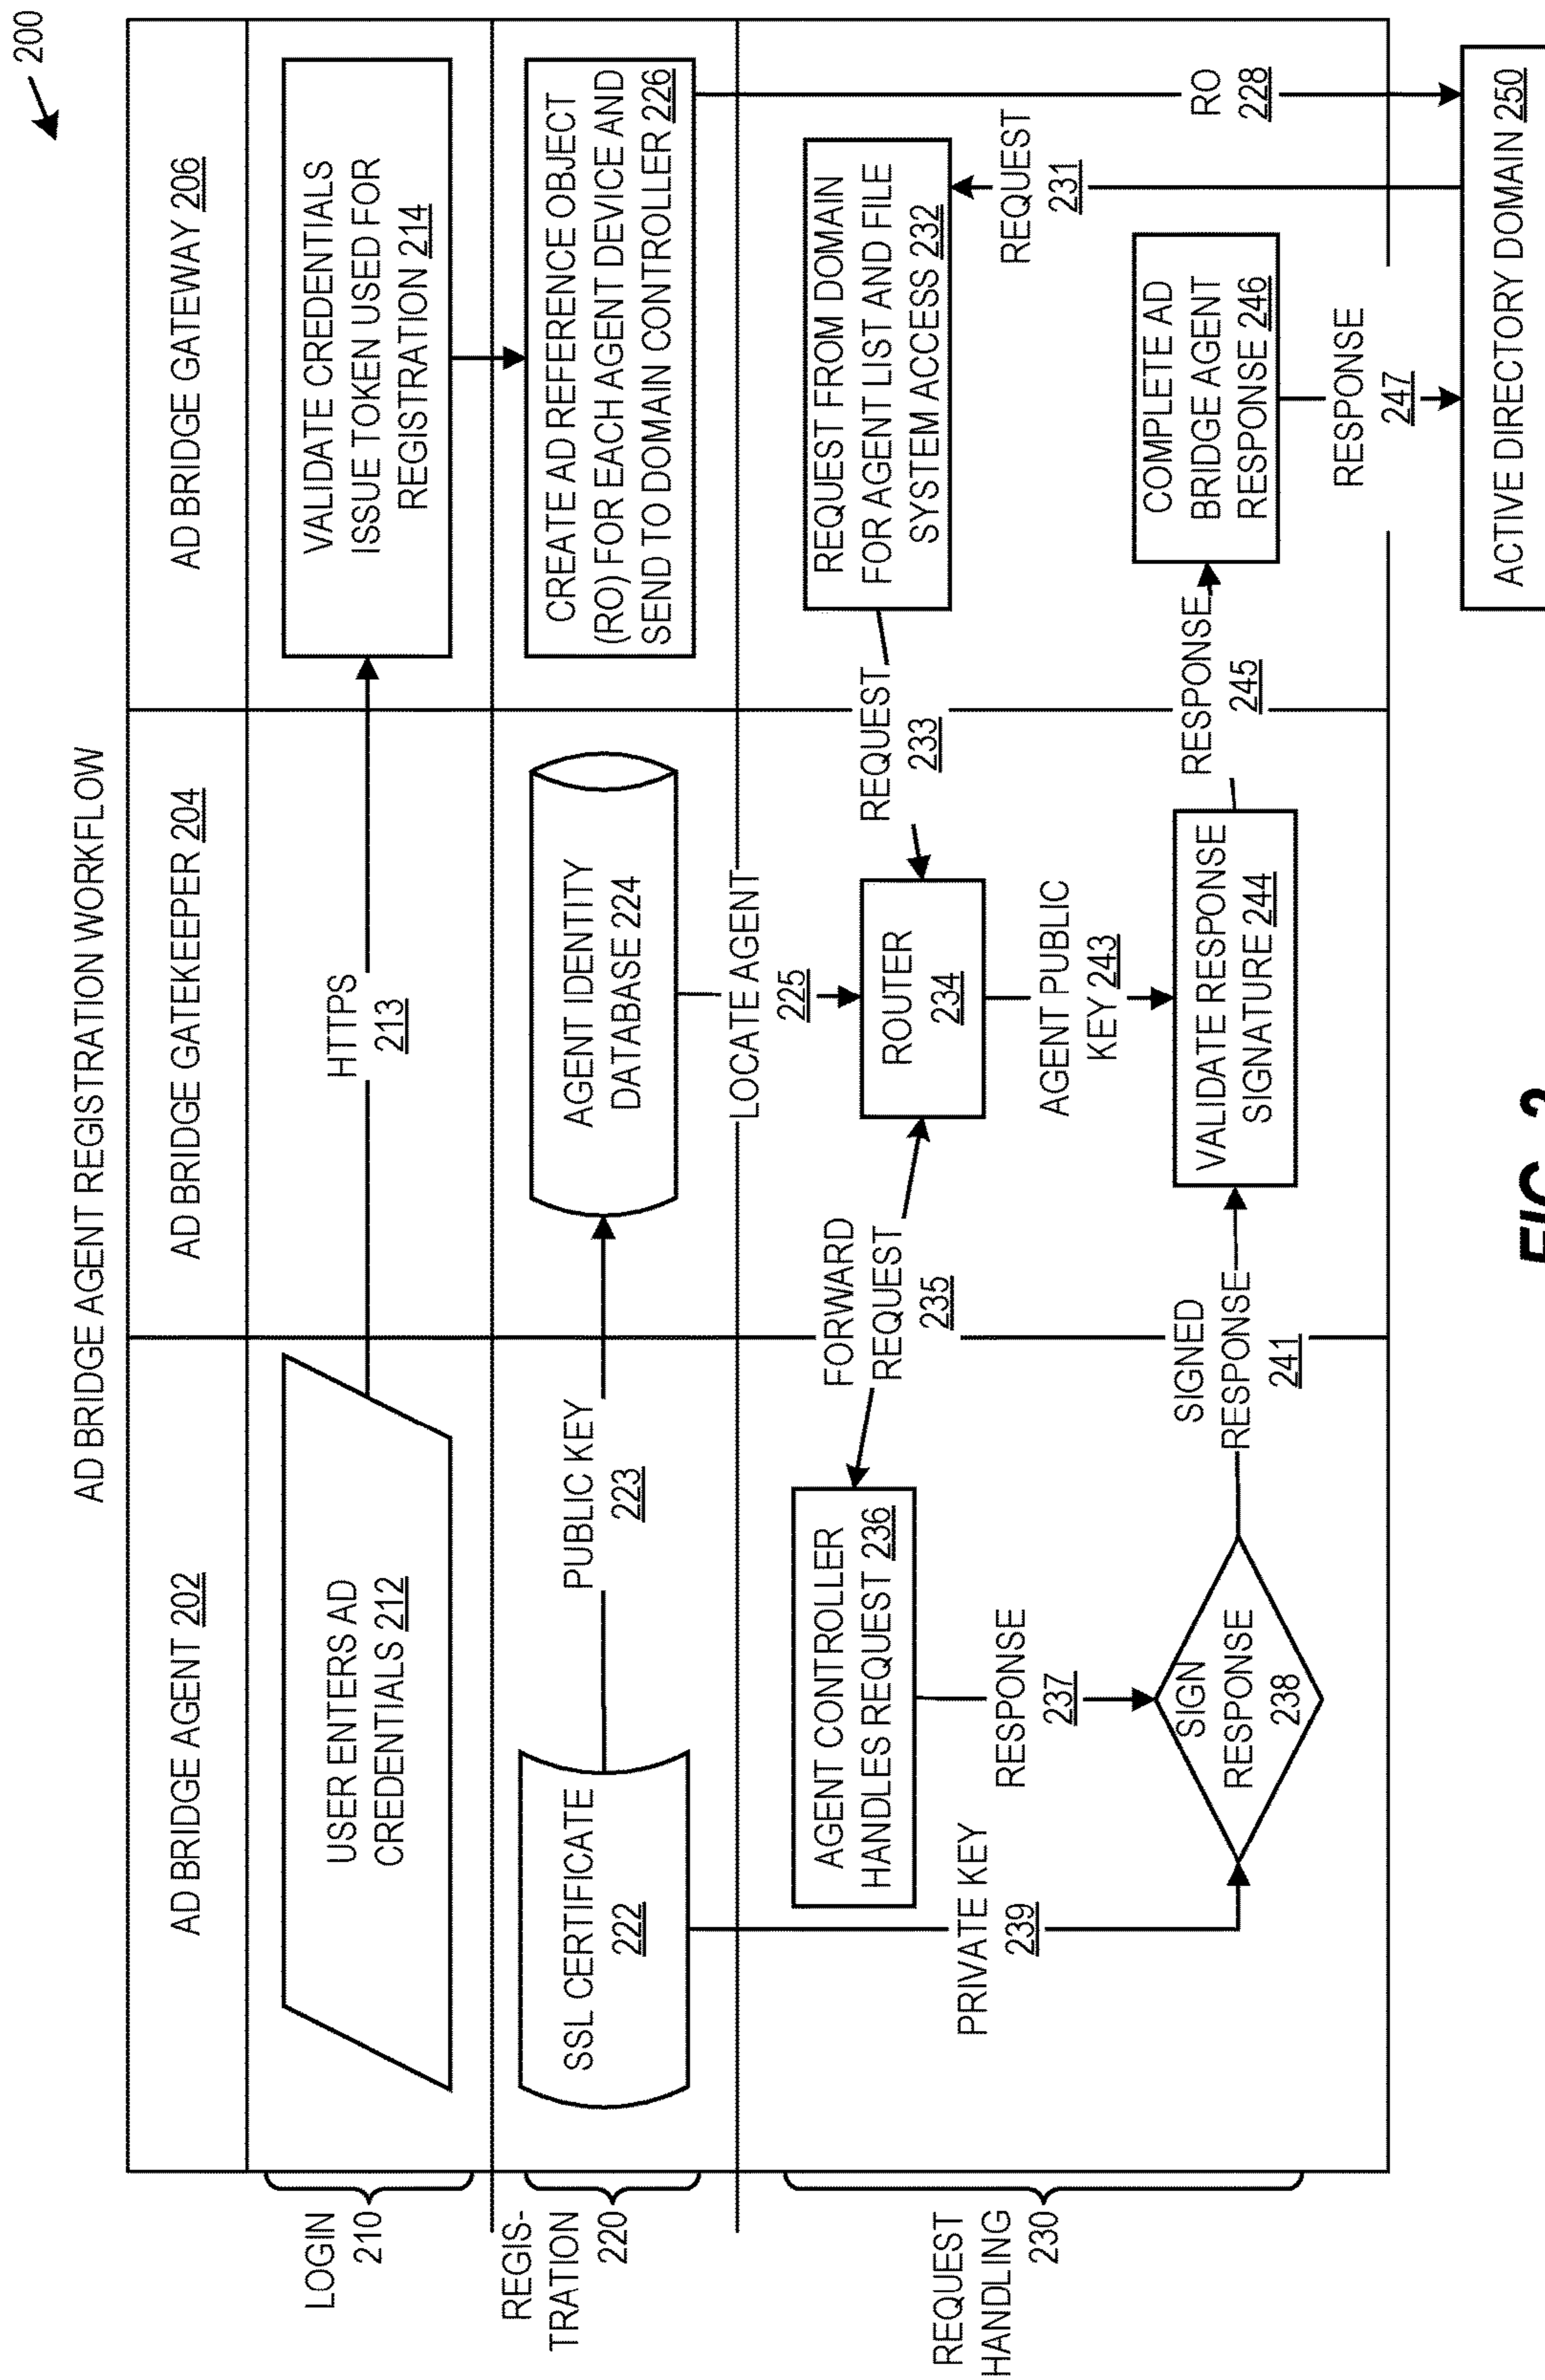 200
AD BRIDGE AGENT REGISTRATION WORKFLOW
AD BRIDGE AGENT 202
AD BRIDGE GATEKEEPER 204
AD BRIDGE GATEWAY 206
LOGIN
210
USER ENTERS AD
CREDENTIALS 212
HTTPS
213
VALIDATE CREDENTIALS
ISSUE TOKEN USED FOR
REGISTRATION 214
REGIS-
TRATION
220
SSL CERTIFICATE
222
PUBLIC KEY
223
AGENT IDENTITY
DATABASE 224
CREATE AD REFERENCE OBJECT
(RO) FOR EACH AGENT DEVICE AND
SEND TO DOMAIN CONTROLLER 226
LOCATE AGENT
225
REQUEST
HANDLING
230
AGENT CONTROLLER
HANDLES REQUEST 236
FORWARD
REQUEST
235
ROUTER
234
REQUEST
233
REQUEST FROM DOMAIN
FOR AGENT LIST AND FILE
SYSTEM ACCESS 232
REQUEST
231
RO
228
PRIVATE KEY
239
RESPONSE
237
AGENT PUBLIC
KEY 243
SIGN
RESPONSE
238
SIGNED
RESPONSE
241
VALIDATE RESPONSE
SIGNATURE 244
RESPONSE
245
COMPLETE AD
BRIDGE AGENT
RESPONSE 246
RESPONSE
247
ACTIVE DIRECTORY DOMAIN 250
FIG. 2